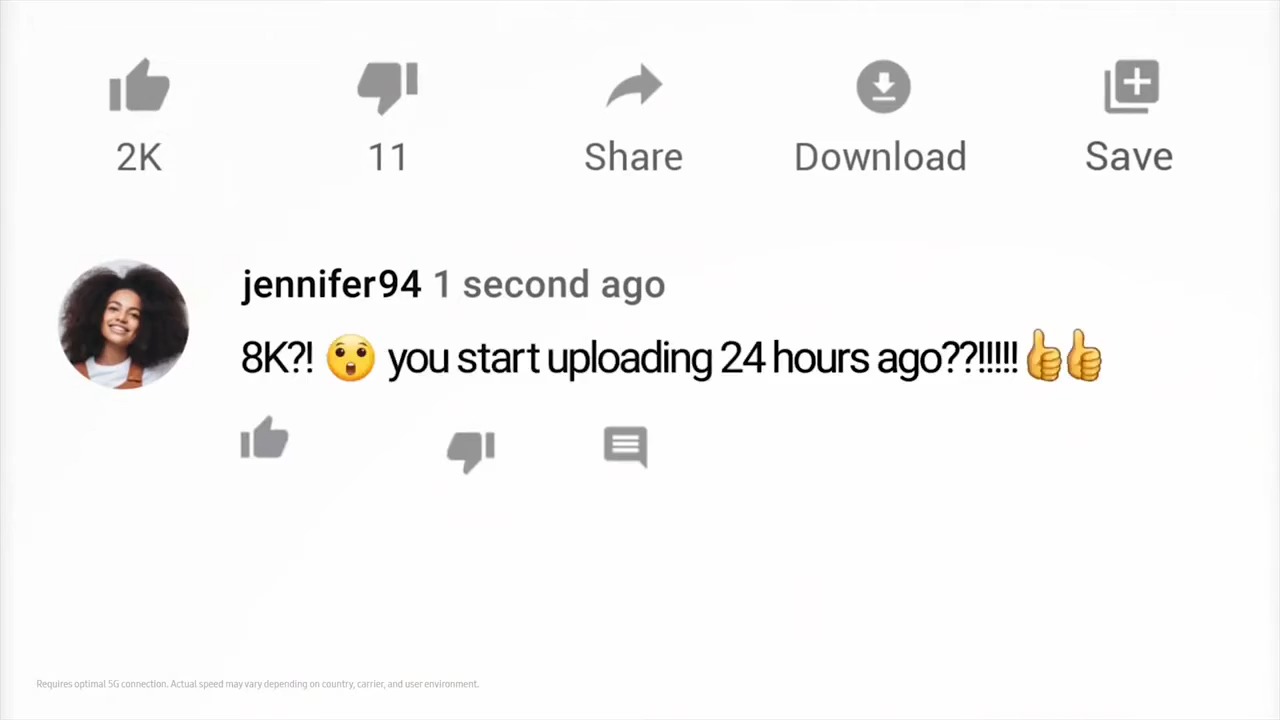 2K 11 Share Download Save
jennifer94 1 second ago
8K?! 😲 you start uploading 24 hours ago??!!!!! 👍👍
Requires optimal 5G connection. Actual speed may vary depending on country, carrier, and user environment.